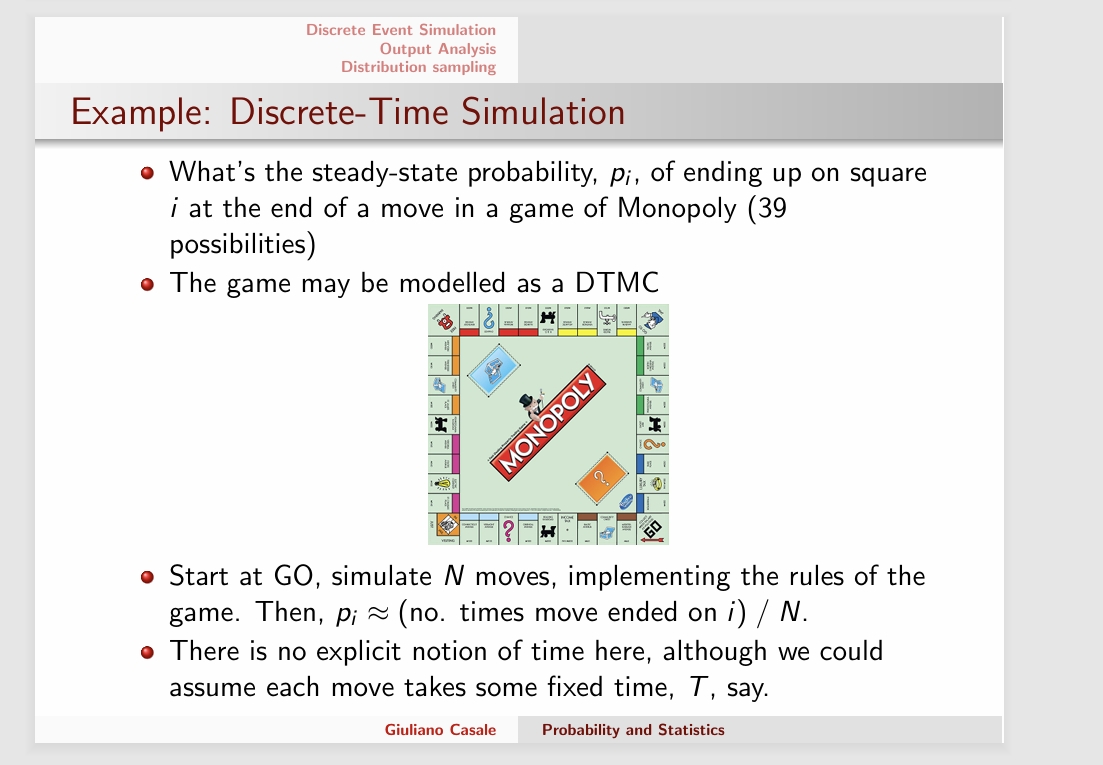 Discrete Event Simulation
Output Analysis
Distribution sampling
Example: Discrete-Time Simulation
What's the steady-state probability, pᵢ, of ending up on square
i at the end of a move in a game of Monopoly (39
possibilities)
The game may be modelled as a DTMC
MONOPOLY
GO
Start at GO, simulate N moves, implementing the rules of the
game. Then, pᵢ ≈ (no. times move ended on i) / N.
There is no explicit notion of time here, although we could
assume each move takes some fixed time, T, say.
Giuliano Casale
Probability and Statistics